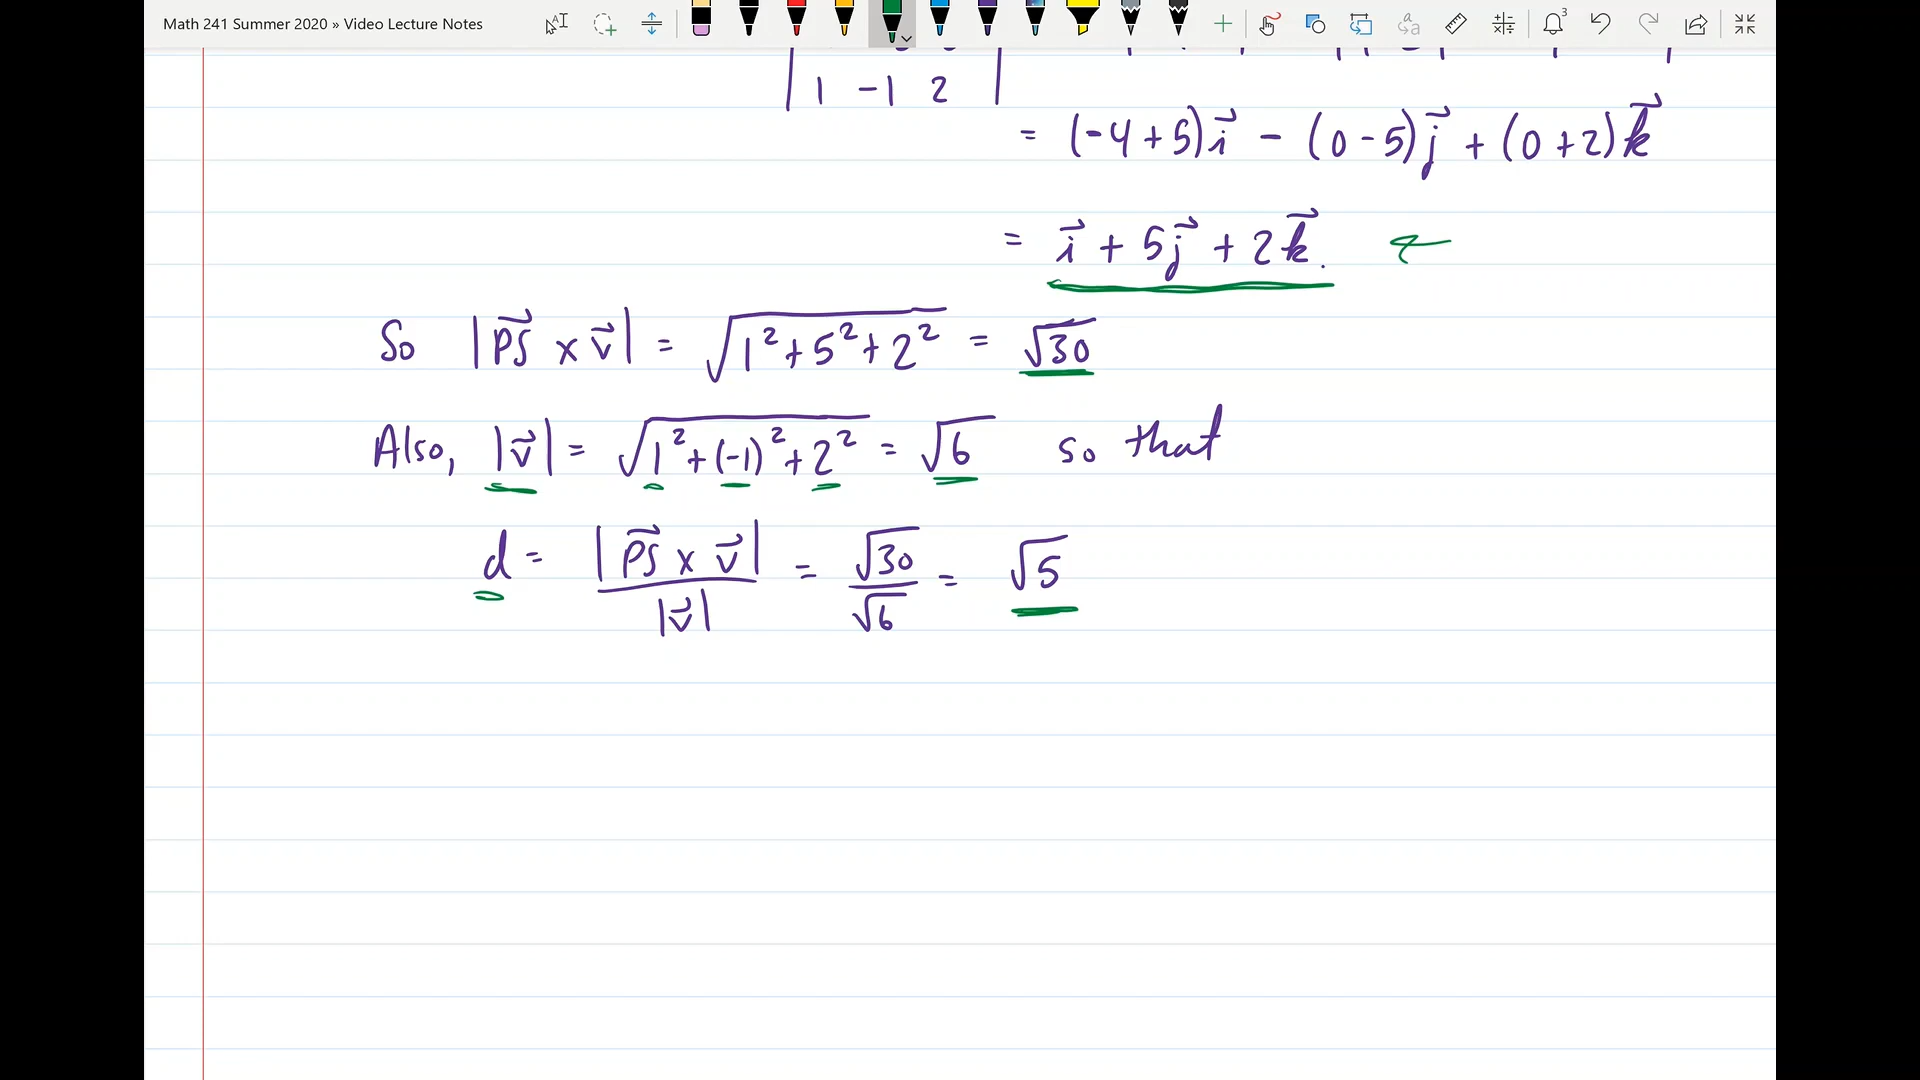 Math 241 Summer 2020 » Video Lecture Notes
3
1 -1 2
= (-4+5)i⃗ - (0-5)j⃗ + (0+2)k⃗
= i⃗ + 5j⃗ + 2k⃗.
So |PS⃗ x v⃗| = √(1² + 5² + 2²) = √30
Also, |v⃗| = √(1² + (-1)² + 2²) = √6 so that
d = |PS⃗ x v⃗| / |v⃗| = √30 / √6 = √5